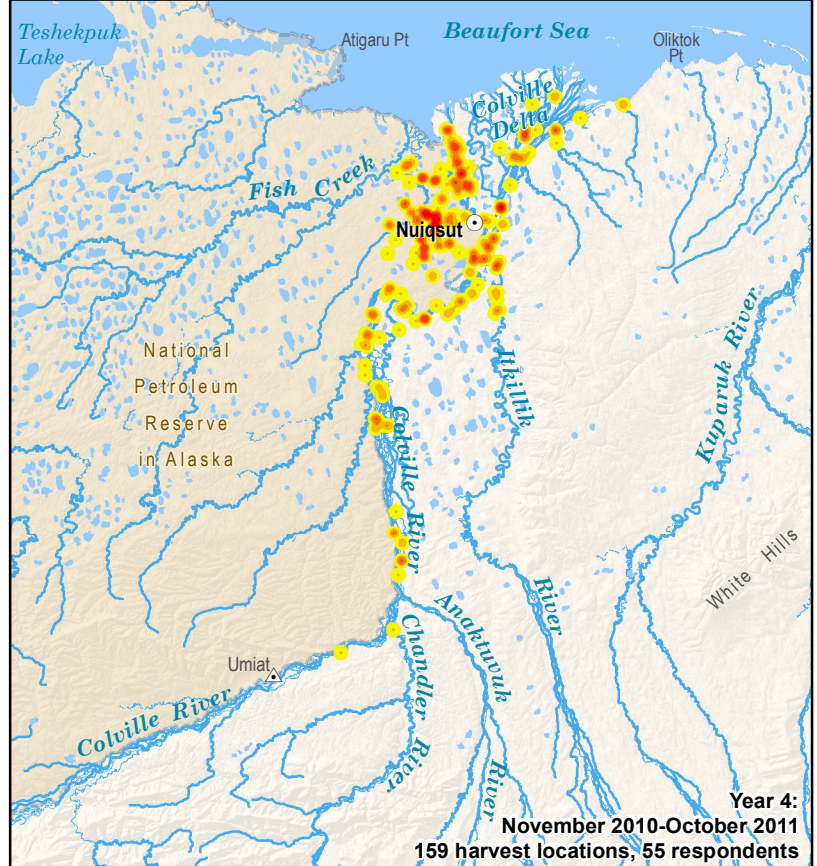 Teshekpuk
Lake
Atigaru Pt
Beaufort Sea
Oliktok
Pt
Colville
Delta
Fish Creek
Nuiqsut
National
Petroleum
Reserve
in Alaska
Itkillik
River
Kuparuk River
Colville River
White Hills
Anaktuvuk
River
Chandler River
Umiat
Colville River
Year 4:
November 2010-October 2011
159 harvest locations, 55 respondents